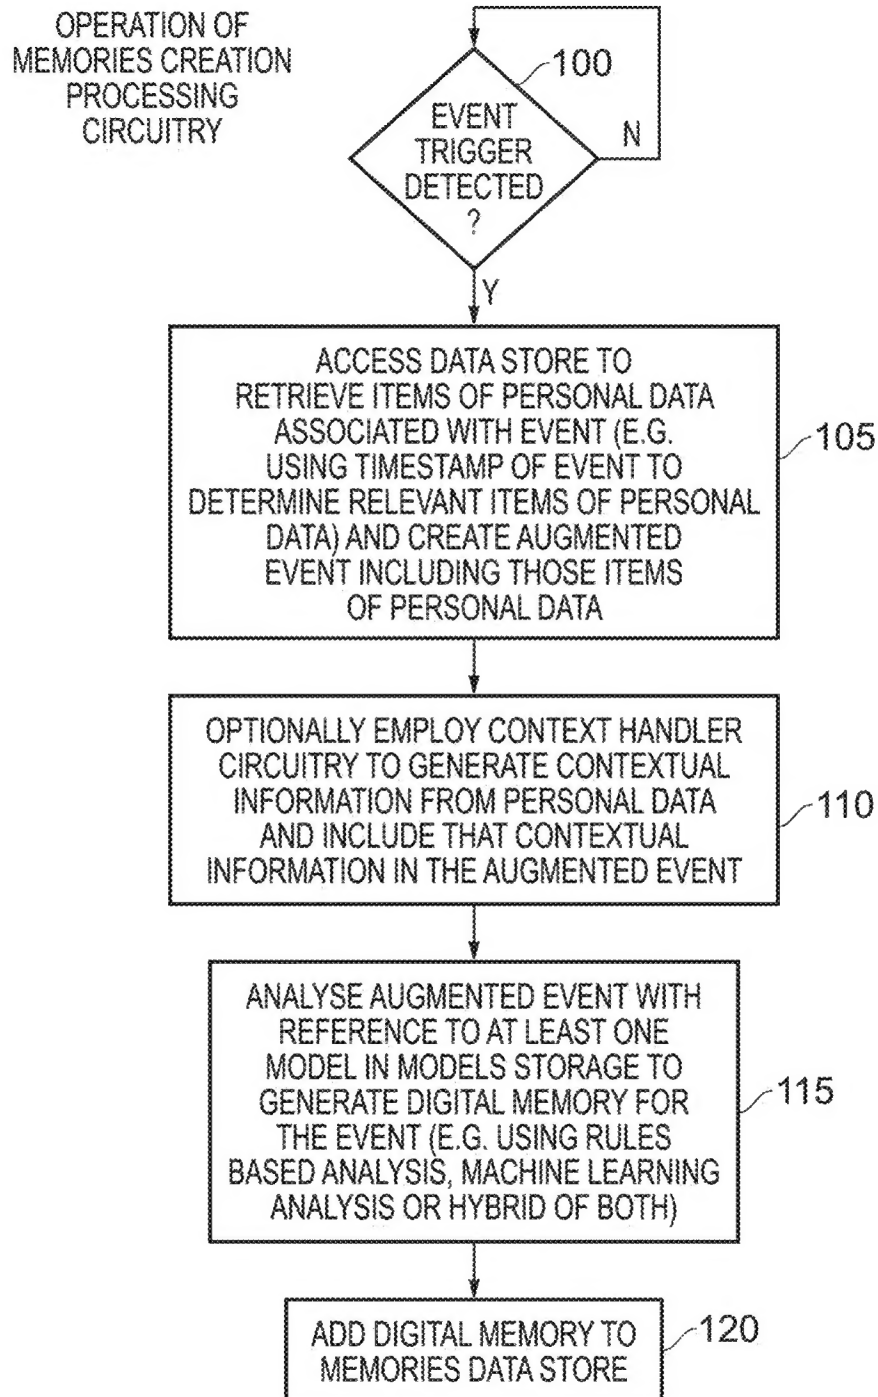 OPERATION OF
MEMORIES CREATION
PROCESSING
CIRCUITRY
100
EVENT
TRIGGER
DETECTED
?
N
Y
ACCESS DATA STORE TO
RETRIEVE ITEMS OF PERSONAL DATA
ASSOCIATED WITH EVENT (E.G.
USING TIMESTAMP OF EVENT TO
DETERMINE RELEVANT ITEMS OF PERSONAL
DATA) AND CREATE AUGMENTED
EVENT INCLUDING THOSE ITEMS
OF PERSONAL DATA
105
OPTIONALLY EMPLOY CONTEXT HANDLER
CIRCUITRY TO GENERATE CONTEXTUAL
INFORMATION FROM PERSONAL DATA
AND INCLUDE THAT CONTEXTUAL
INFORMATION IN THE AUGMENTED EVENT
110
ANALYSE AUGMENTED EVENT WITH
REFERENCE TO AT LEAST ONE
MODEL IN MODELS STORAGE TO
GENERATE DIGITAL MEMORY FOR
THE EVENT (E.G. USING RULES
BASED ANALYSIS, MACHINE LEARNING
ANALYSIS OR HYBRID OF BOTH)
115
ADD DIGITAL MEMORY TO
MEMORIES DATA STORE
120